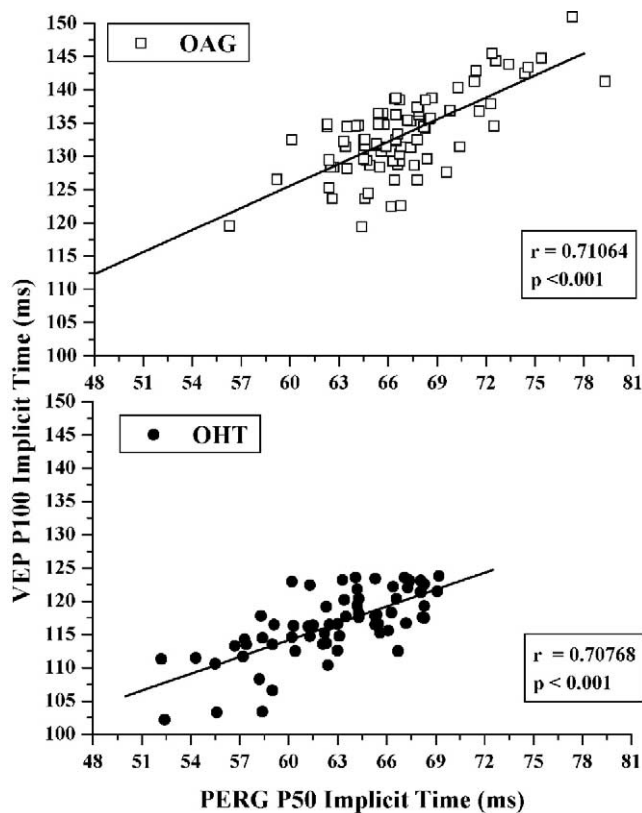 150
OAG
145
140
135
130
125
120
115
110
105
100
r = 0.71064
p <0.001
48 51 54 57 60 63 66 69 72 75 78 81
VEP P100 Implicit Time (ms)
150
OHT
145
140
135
130
125
120
115
110
105
100
r = 0.70768
p < 0.001
48 51 54 57 60 63 66 69 72 75 78 81
PERG P50 Implicit Time (ms)